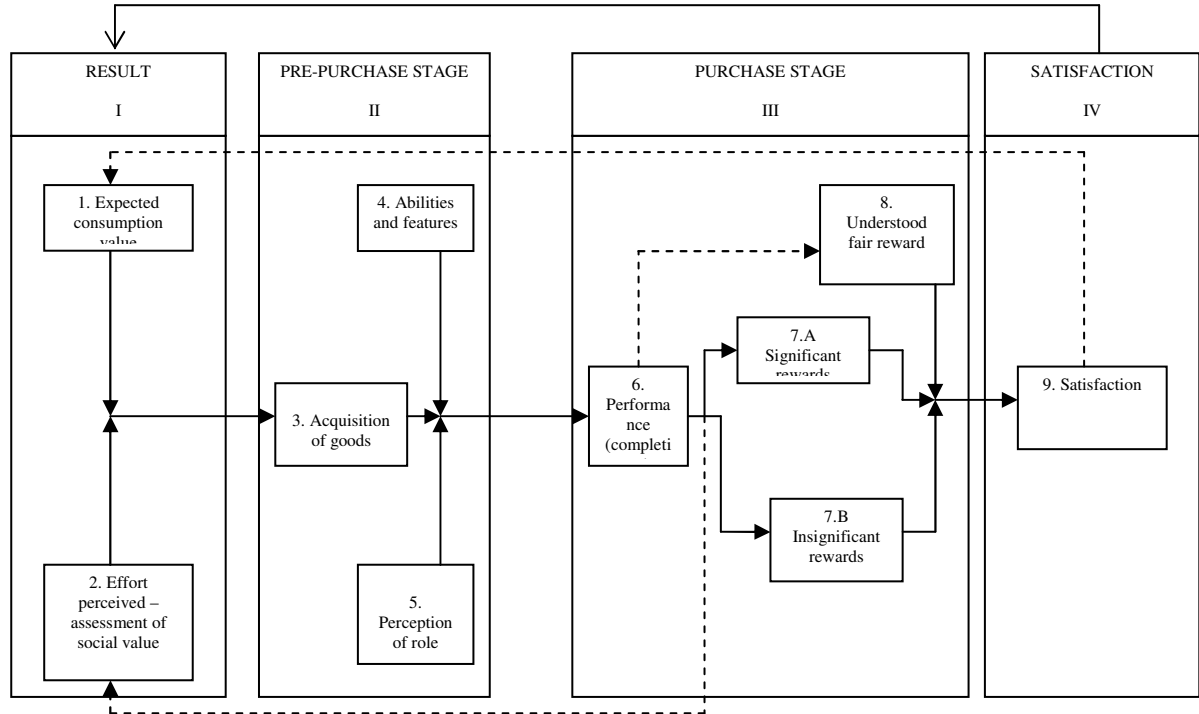 RESULT
I
PRE-PURCHASE STAGE
II
PURCHASE STAGE
III
SATISFACTION
IV
1. Expected
consumption
value
4. Abilities
and features
8.
Understood
fair reward
7.A
Significant
rewards
3. Acquisition
of goods
6.
Performa
nce
(completi
9. Satisfaction
7.B
Insignificant
rewards
2. Effort
perceived –
assessment of
social value
5.
Perception
of role